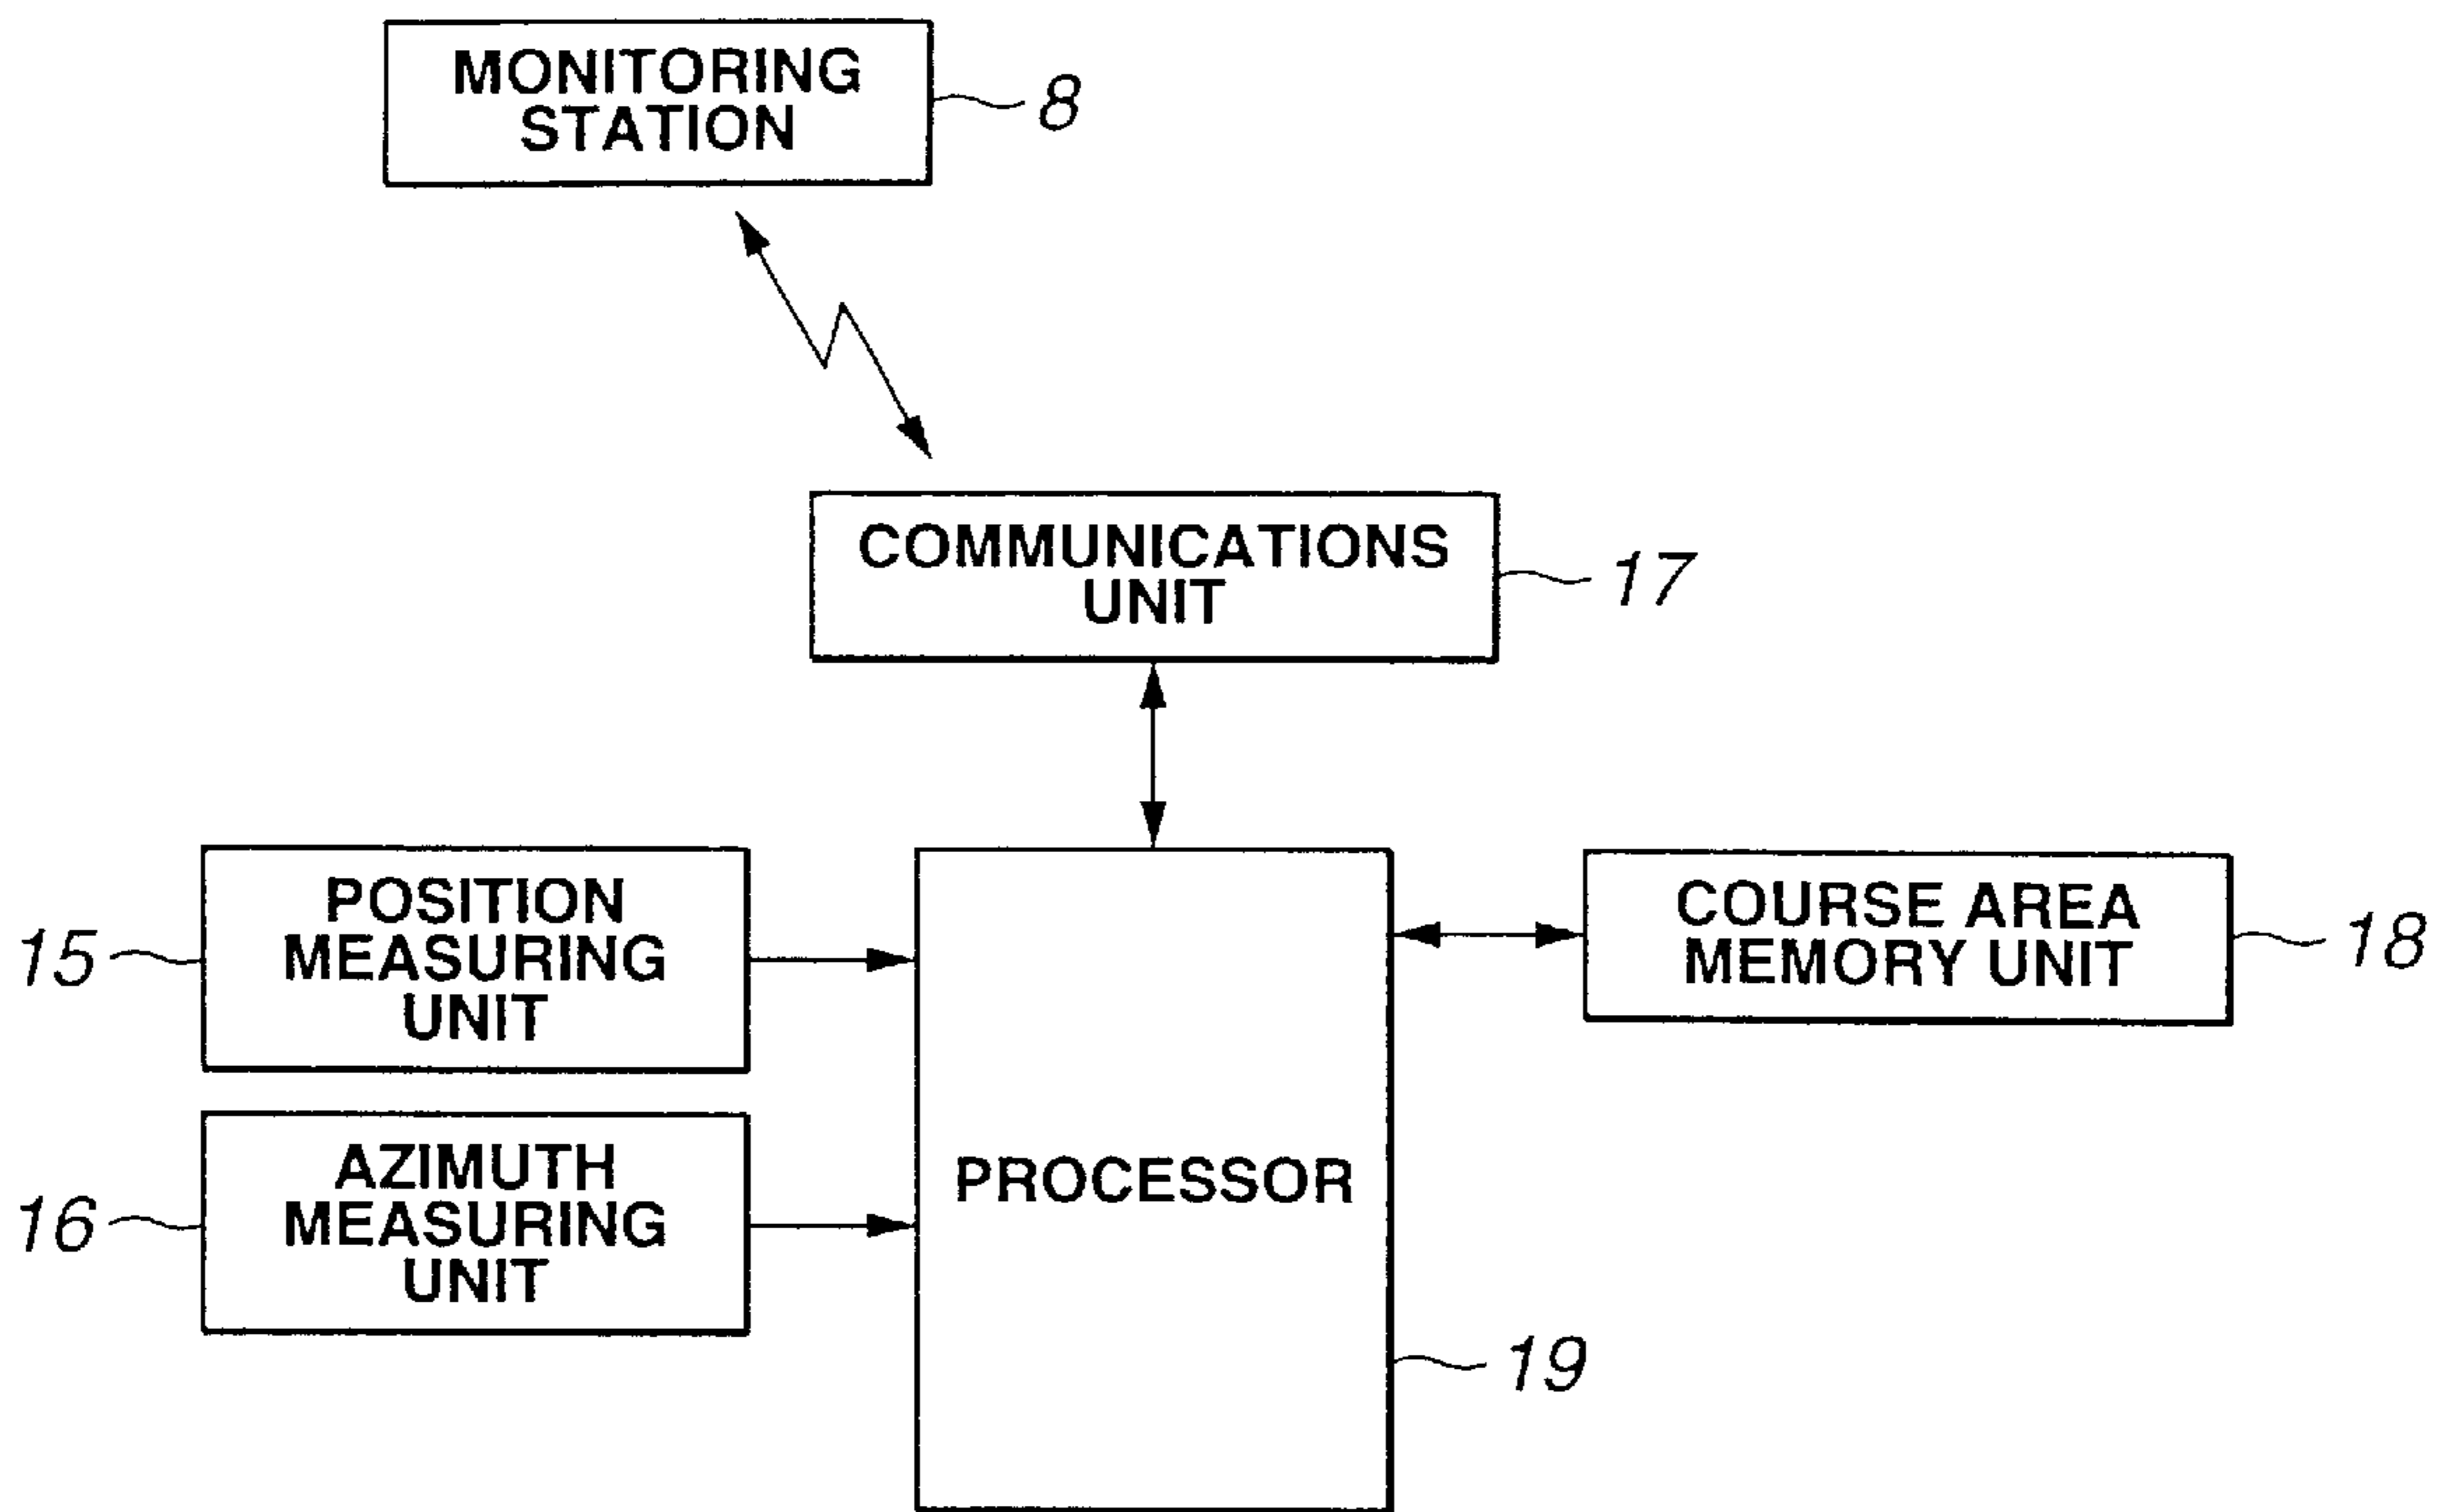 MONITORING
STATION
8
COMMUNICATIONS
UNIT
17
POSITION
MEASURING
UNIT
15
COURSE AREA
MEMORY UNIT
18
AZIMUTH
MEASURING
UNIT
16
PROCESSOR
19